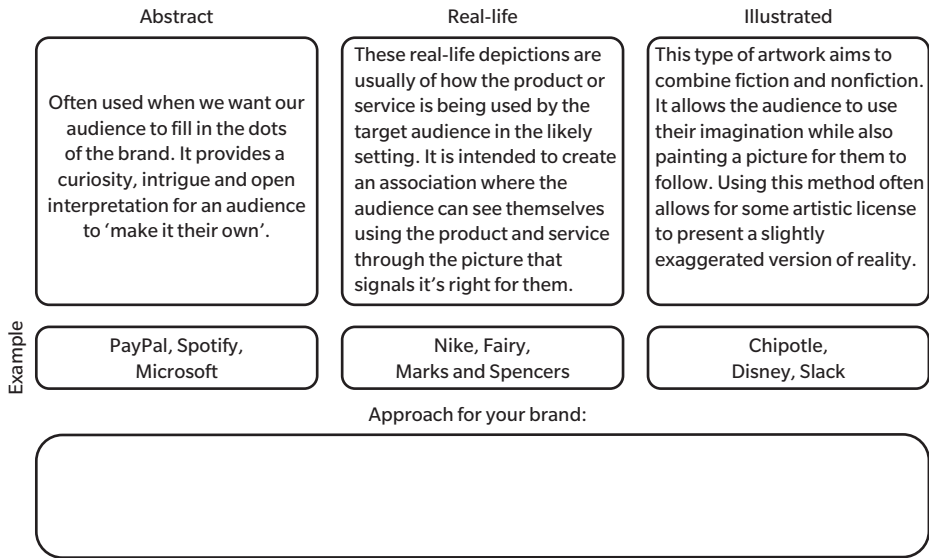 Abstract
Often used when we want our
audience to fill in the dots
of the brand. It provides a
curiosity, intrigue and open
interpretation for an audience
to ‘make it their own’.
Real-life
These real-life depictions are
usually of how the product or
service is being used by the
target audience in the likely
setting. It is intended to create
an association where the
audience can see themselves
using the product and service
through the picture that
signals it’s right for them.
Illustrated
This type of artwork aims to
combine fiction and nonfiction.
It allows the audience to use
their imagination while also
painting a picture for them to
follow. Using this method often
allows for some artistic license
to present a slightly
exaggerated version of reality.
Example
PayPal, Spotify,
Microsoft
Nike, Fairy,
Marks and Spencers
Chipotle,
Disney, Slack
Approach for your brand: